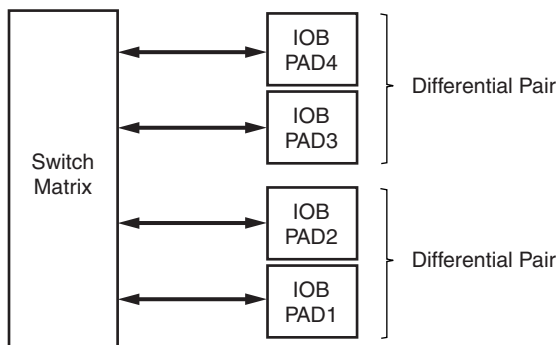 IOB
PAD4
Differential Pair
IOB
PAD3
Switch
Matrix
IOB
PAD2
Differential Pair
IOB
PAD1